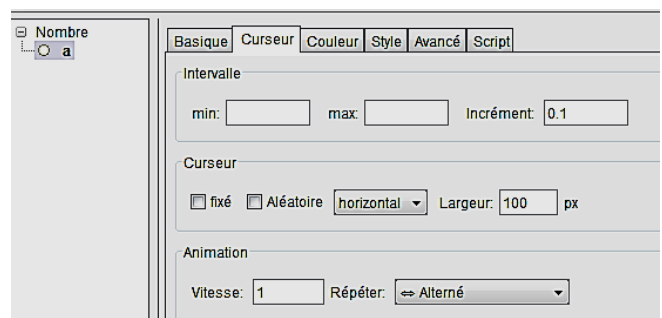 Nombre
a
Basique Curseur Couleur Style Avancé Script
Intervalle
min: max: Incrément: 0.1
Curseur
fixé Aléatoire horizontal Largeur: 100 px
Animation
Vitesse: 1 Répéter: ⇔ Alterné